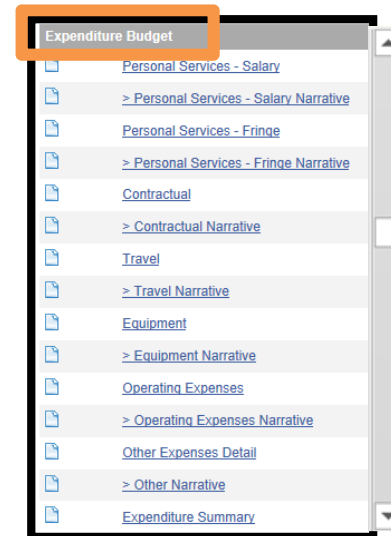 Expenditure Budget
Personal Services - Salary
> Personal Services - Salary Narrative
Personal Services - Fringe
> Personal Services - Fringe Narrative
Contractual
> Contractual Narrative
Travel
> Travel Narrative
Equipment
> Equipment Narrative
Operating Expenses
> Operating Expenses Narrative
Other Expenses Detail
> Other Narrative
Expenditure Summary